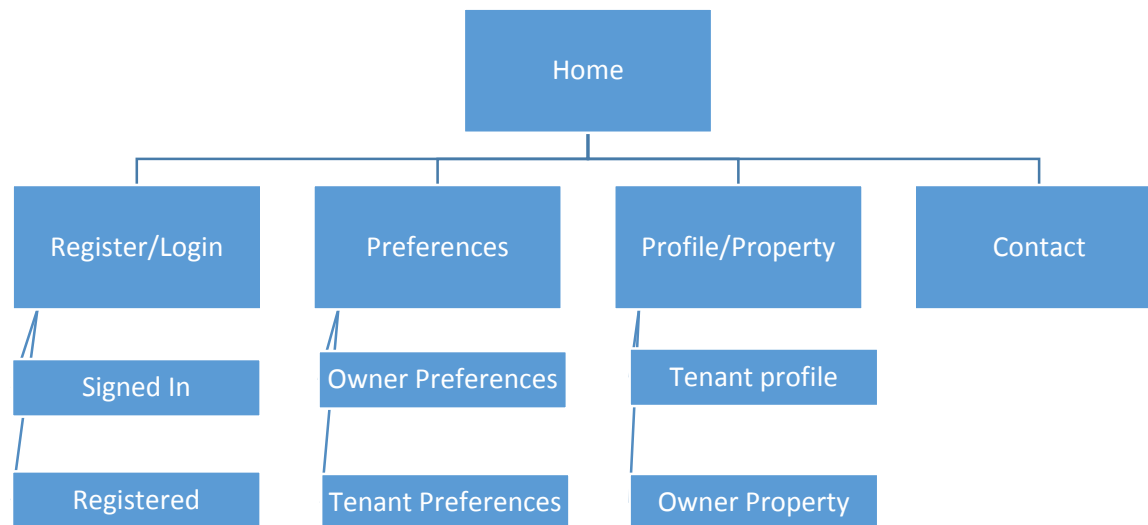 Home
Register/Login
Preferences
Profile/Property
Contact
Signed In
Owner Preferences
Tenant profile
Registered
Tenant Preferences
Owner Property